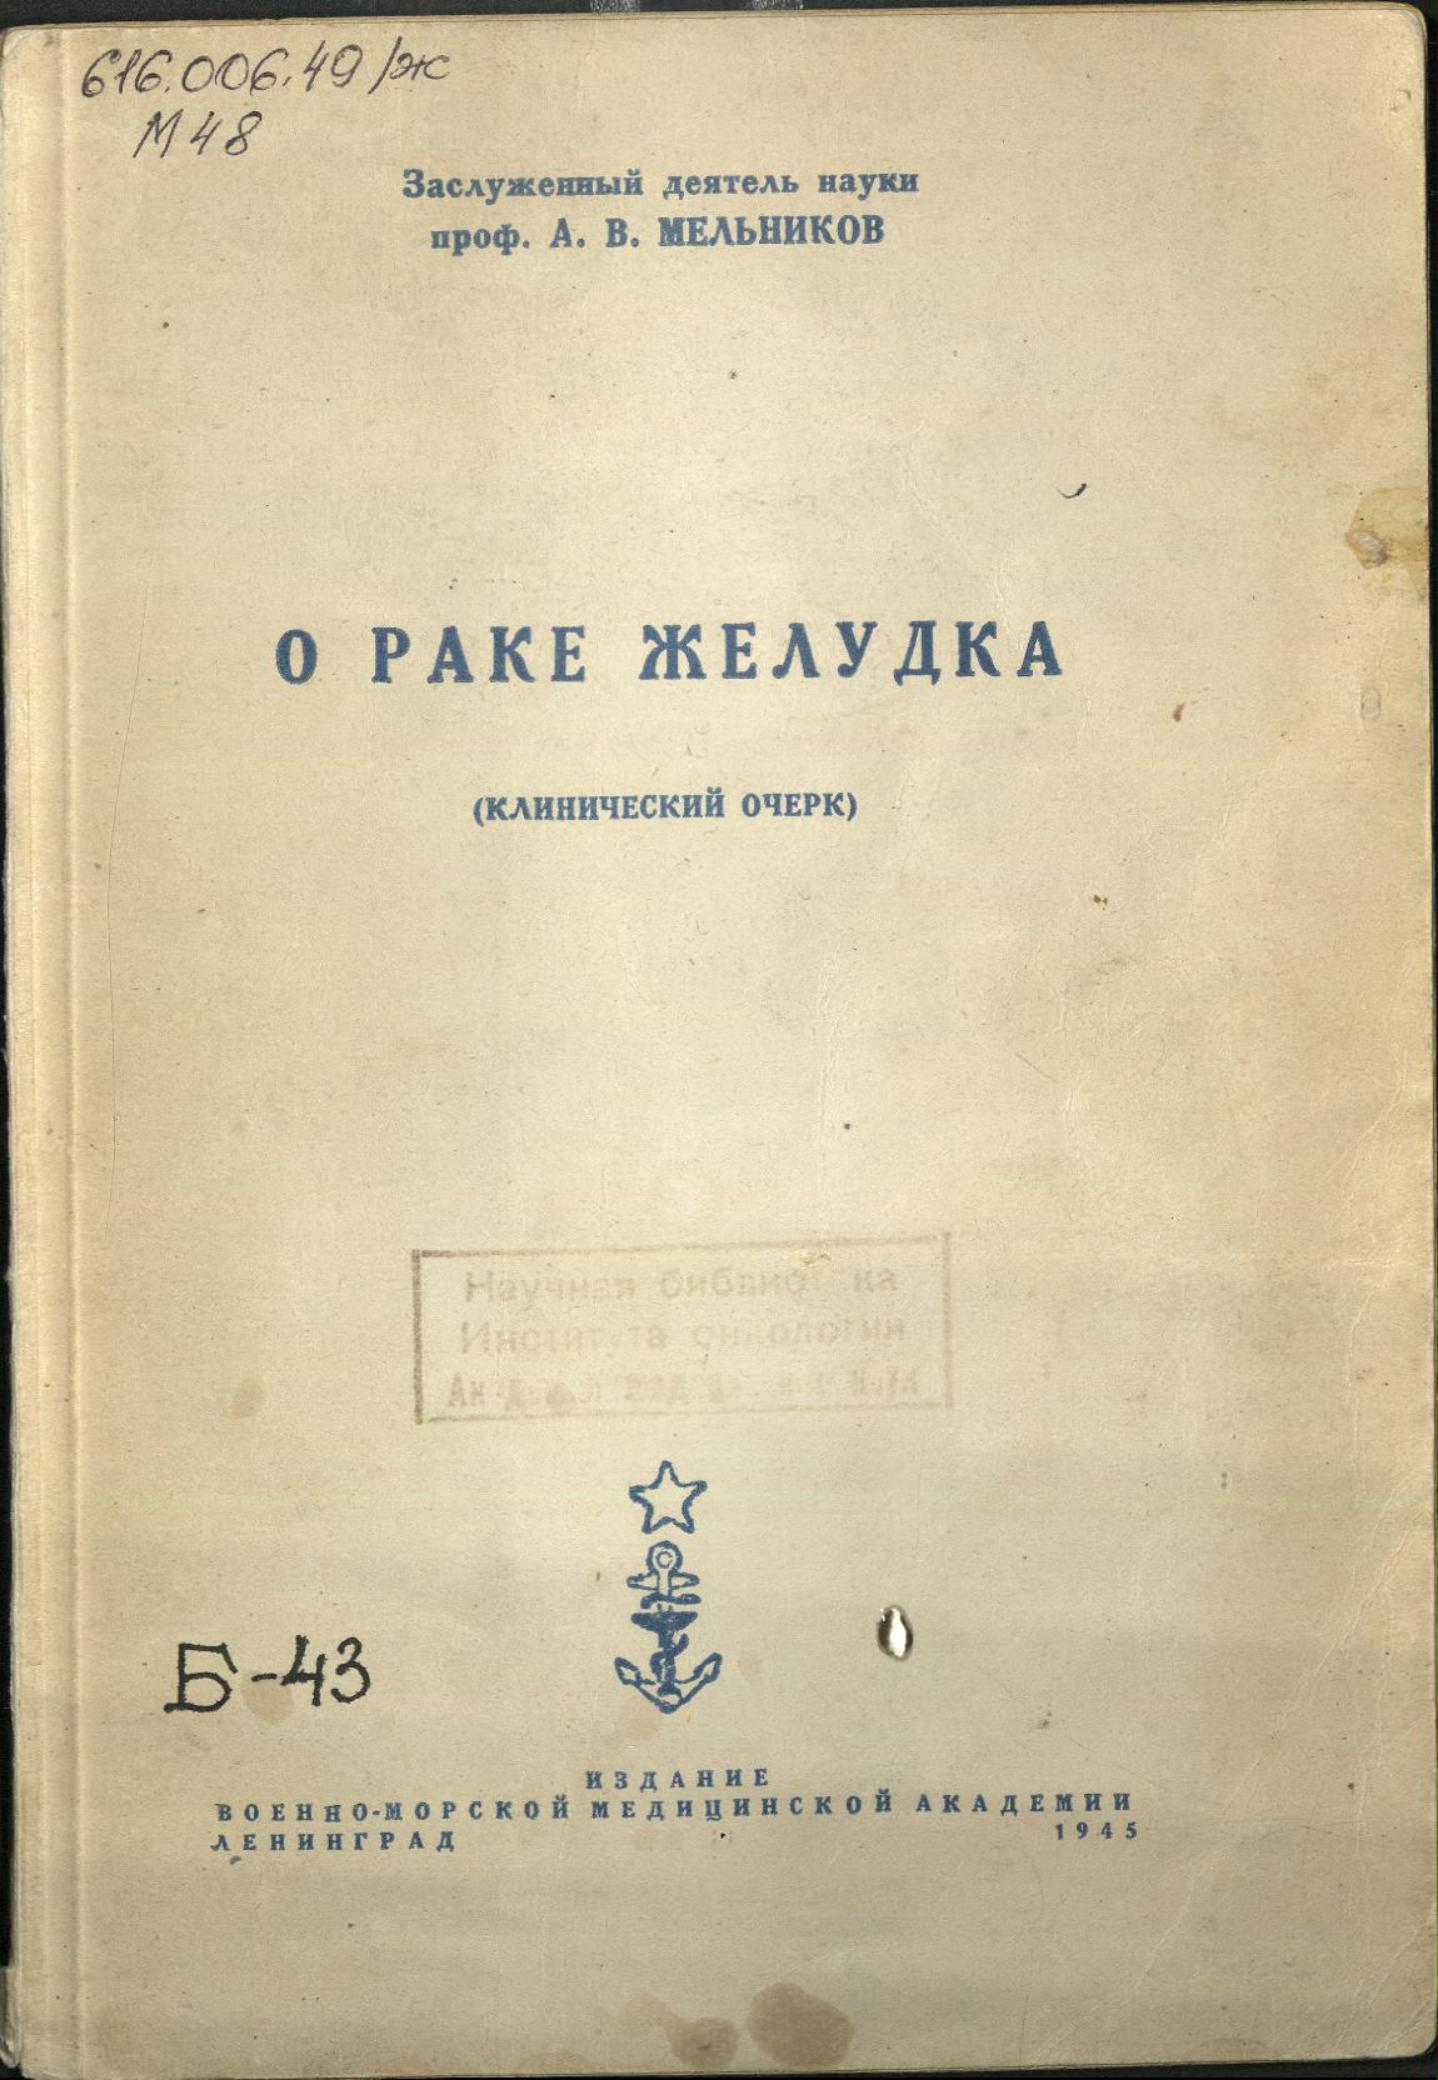 616.006.49/ж
М48
Заслуженный деятель науки
проф. А. В. МЕЛЬНИКОВ
О РАКЕ ЖЕЛУДКА
(КЛИНИЧЕСКИЙ ОЧЕРК)
Научная
Института онкологии
Б-43
ИЗДАНИЕ
ВОЕННО-МОРСКОЙ МЕДИЦИНСКОЙ АКАДЕМИИ
ЛЕНИНГРАД 1945